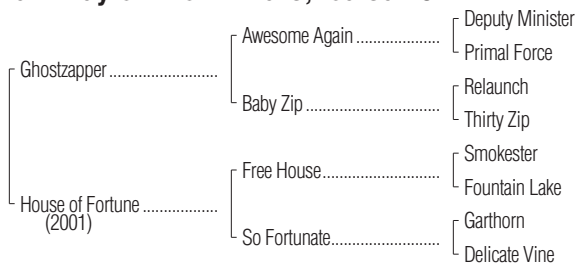 Deputy Minister
Awesome Again
Primal Force
Ghostzapper
Relaunch
Baby Zip
Thirty Zip
Smokester
Free House
Fountain Lake
House of Fortune
(2001)
Garthorn
So Fortunate
Delicate Vine